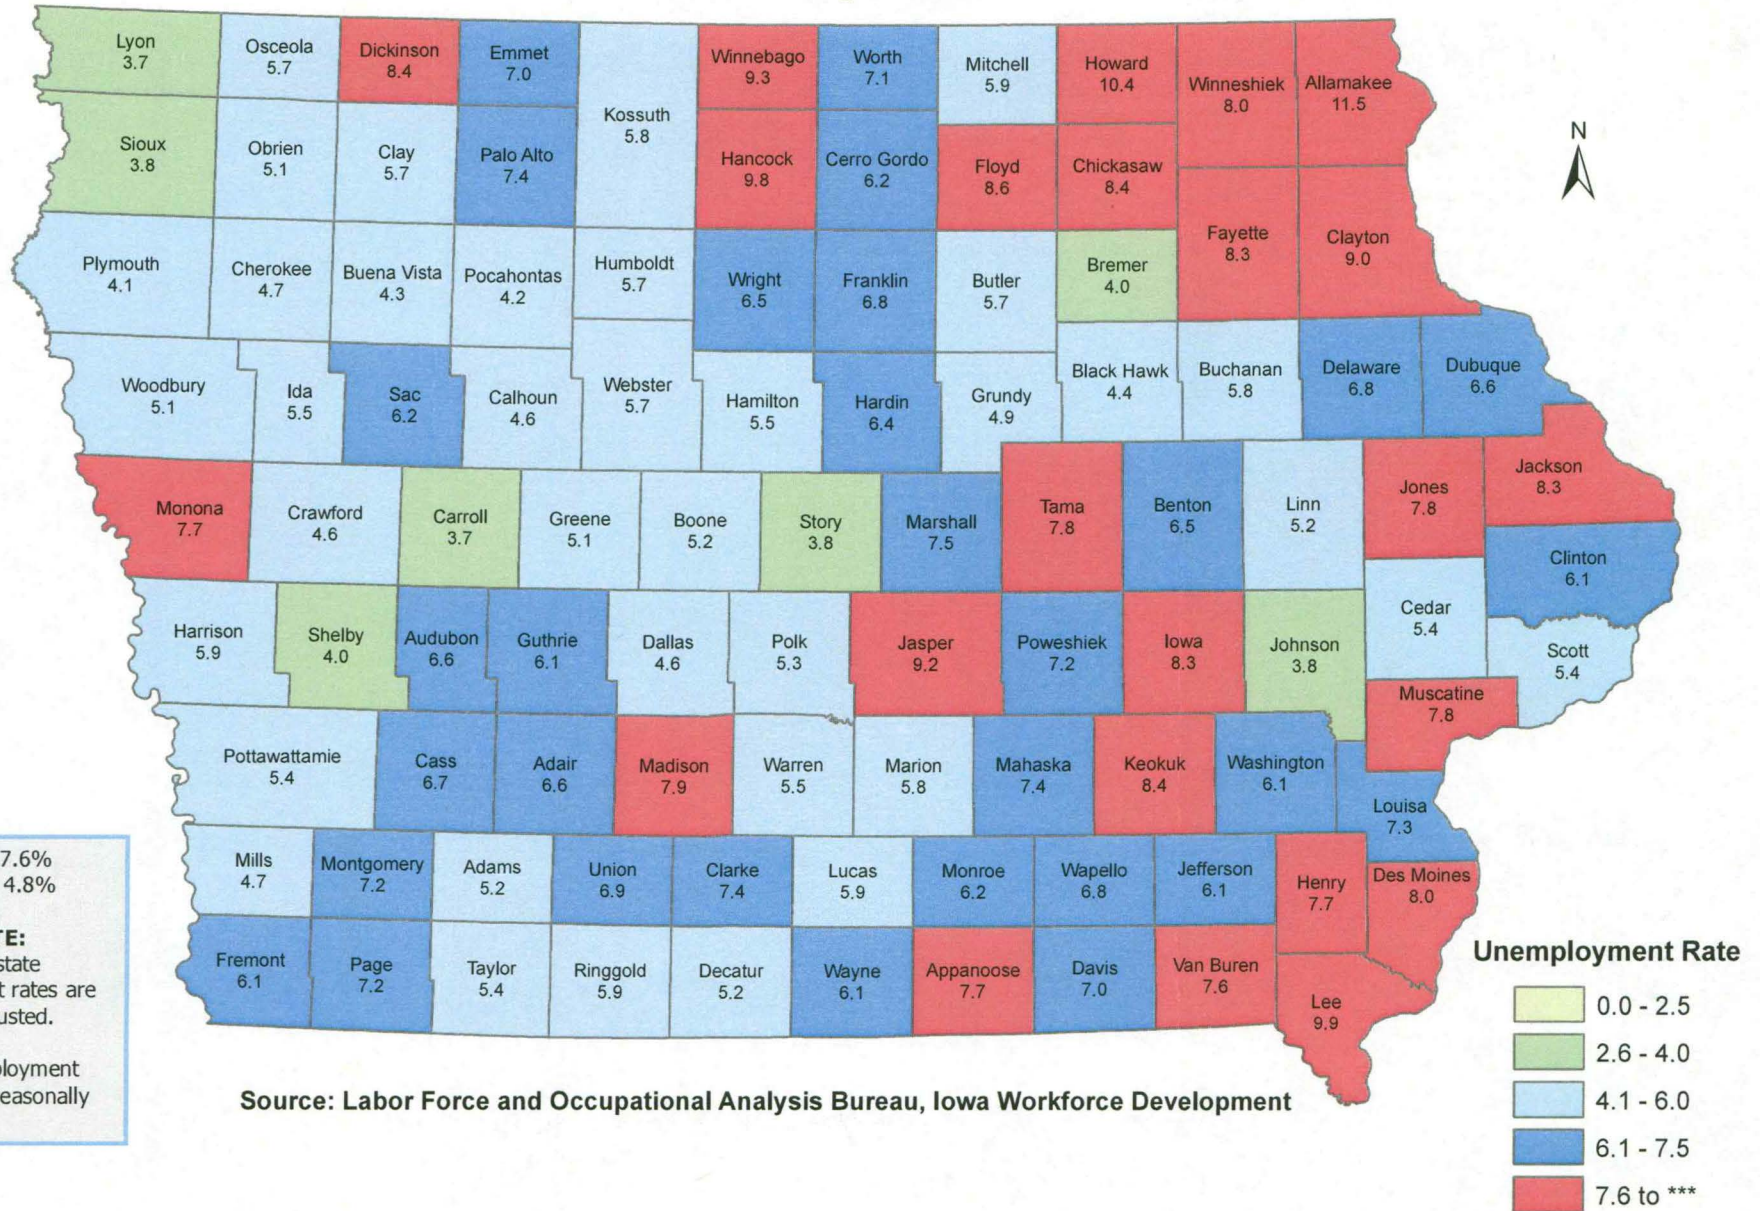 Lyon
3.7
Osceola
5.7
Dickinson
8.4
Emmet
7.0
Kossuth
5.8
Winnebago
9.3
Worth
7.1
Mitchell
5.9
Howard
10.4
Winneshiek
8.0
Allamakee
11.5
N
Sioux
3.8
Obrien
5.1
Clay
5.7
Palo Alto
7.4
Hancock
9.8
Cerro Gordo
6.2
Floyd
8.6
Chickasaw
8.4
Plymouth
4.1
Cherokee
4.7
Buena Vista
4.3
Pocahontas
4.2
Humboldt
5.7
Wright
6.5
Franklin
6.8
Butler
5.7
Bremer
4.0
Fayette
8.3
Clayton
9.0
Woodbury
5.1
Ida
5.5
Sac
6.2
Calhoun
4.6
Webster
5.7
Hamilton
5.5
Hardin
6.4
Grundy
4.9
Black Hawk
4.4
Buchanan
5.8
Delaware
6.8
Dubuque
6.6
Monona
7.7
Crawford
4.6
Carroll
3.7
Greene
5.1
Boone
5.2
Story
3.8
Marshall
7.5
Tama
7.8
Benton
6.5
Linn
5.2
Jones
7.8
Jackson
8.3
Clinton
6.1
Harrison
5.9
Shelby
4.0
Audubon
6.6
Guthrie
6.1
Dallas
4.6
Polk
5.3
Jasper
9.2
Poweshiek
7.2
Iowa
8.3
Johnson
3.8
Cedar
5.4
Scott
5.4
Muscatine
7.8
Pottawattamie
5.4
Cass
6.7
Adair
6.6
Madison
7.9
Warren
5.5
Marion
5.8
Mahaska
7.4
Keokuk
8.4
Washington
6.1
Louisa
7.3
Mills
4.7
Montgomery
7.2
Adams
5.2
Union
6.9
Clarke
7.4
Lucas
5.9
Monroe
6.2
Wapello
6.8
Jefferson
6.1
Henry
7.7
Des Moines
8.0
Fremont
6.1
Page
7.2
Taylor
5.4
Ringgold
5.9
Decatur
5.2
Wayne
6.1
Appanoose
7.7
Davis
7.0
Van Buren
7.6
Lee
9.9
7.6%
4.8%
TE:
state
t rates are
usted.
ployment
easonally
Source: Labor Force and Occupational Analysis Bureau, Iowa Workforce Development
Unemployment Rate
0.0 - 2.5
2.6 - 4.0
4.1 - 6.0
6.1 - 7.5
7.6 to ***